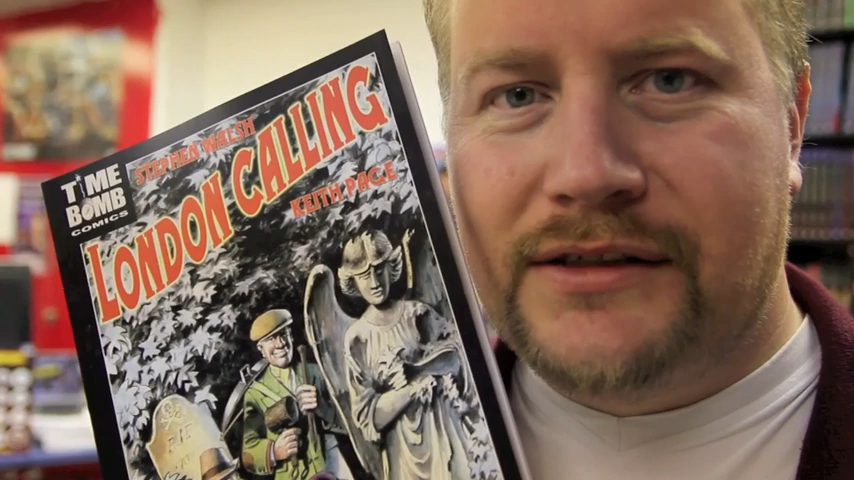 TIME
BOMB
COMICS
STEPHEN WALSH
LONDON CALLING
KEITH PAGE